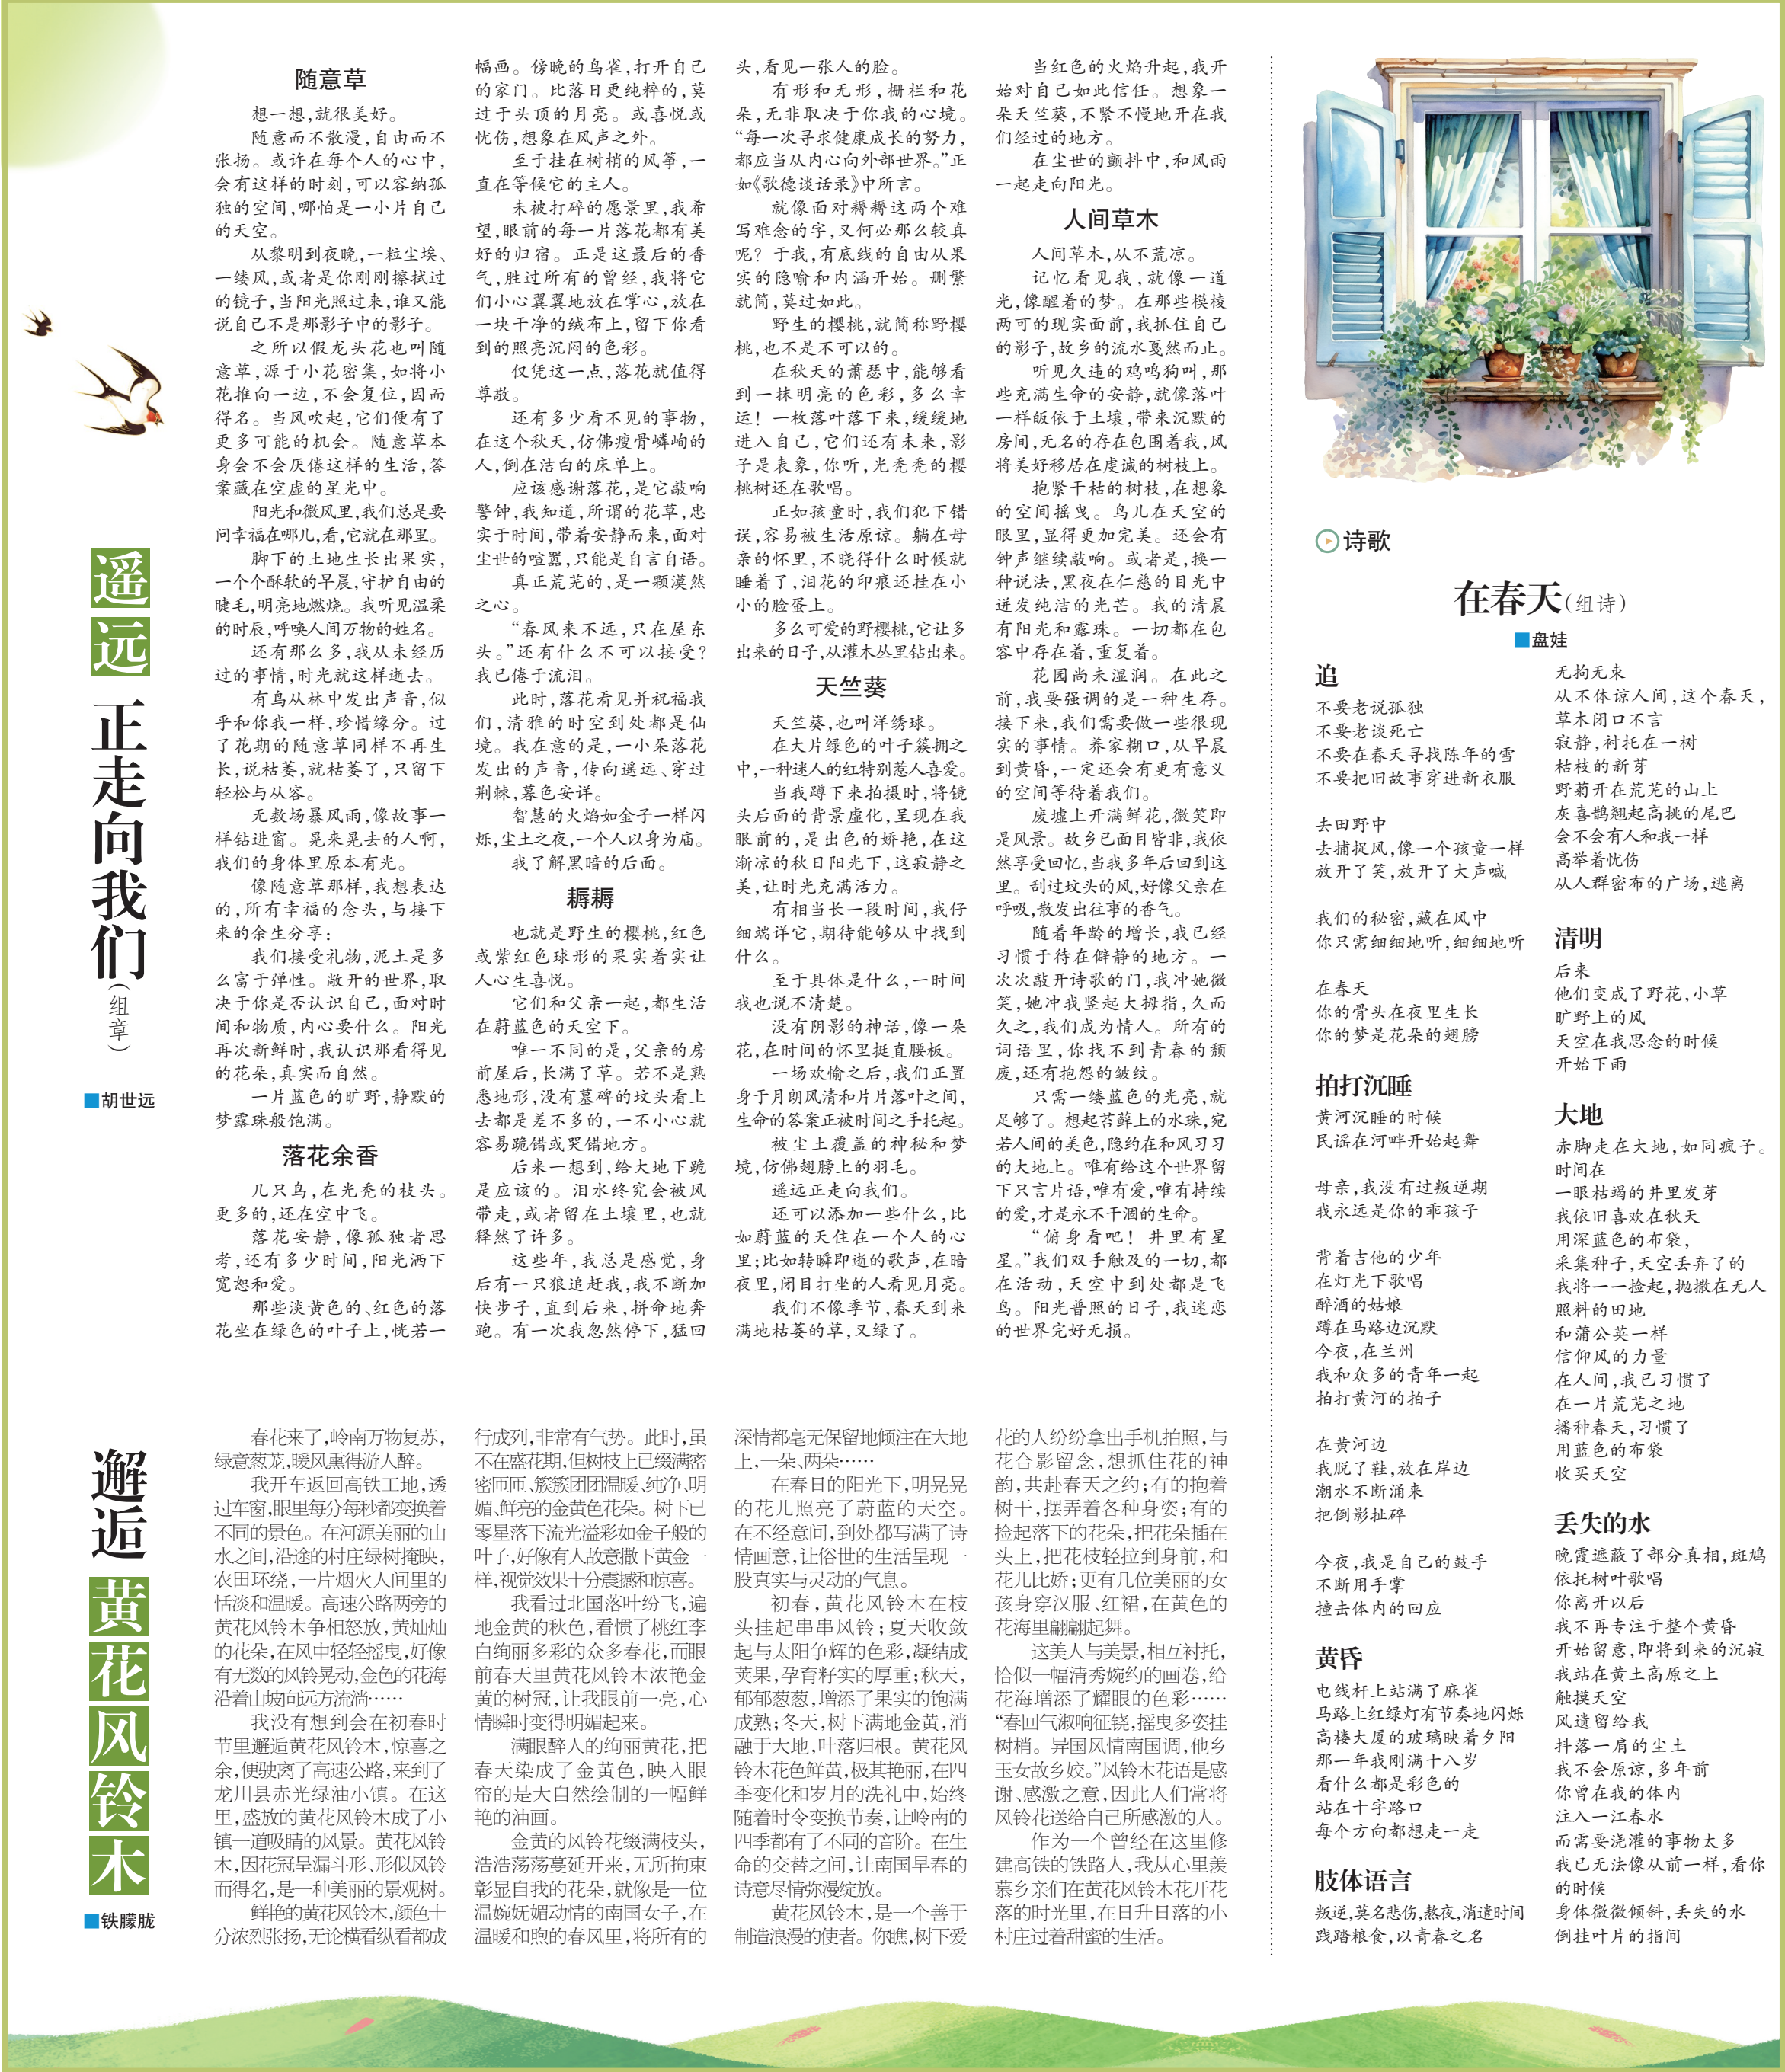 遥远
正走向我们
（组章）
■胡世远
随意草
想一想,就很美好。
随意而不散漫,自由而不
张扬。或许在每个人的心中,
会有这样的时刻,可以容纳孤
独的空间,哪怕是一小片自己
的天空。
从黎明到夜晚,一粒尘埃、
一缕风,或者是你刚刚擦拭过
的镜子,当阳光照过来,谁又能
说自己不是那影子中的影子。
之所以假龙头花也叫随
意草,源于小花密集,如将小
花推向一边,不会复位,因而
得名。当风吹起,它们便有了
更多可能的机会。随意草本
身会不会厌倦这样的生活,答
案藏在空虚的星光中。
阳光和微风里,我们总是要
问幸福在哪儿,看,它就在那里。
脚下的土地生长出果实,
一个个酥软的早晨,守护自由的
睫毛,明亮地燃烧。我听见温柔
的时辰,呼唤人间万物的姓名。
还有那么多,我从未经历
过的事情,时光就这样逝去。
有鸟从林中发出声音,似
乎和你我一样,珍惜缘分。过
了花期的随意草同样不再生
长,说枯萎,就枯萎了,只留下
轻松与从容。
无数场暴风雨,像故事一
样钻进窗。晃来晃去的人啊,
我们的身体里原本有光。
像随意草那样,我想表达
的,所有幸福的念头,与接下
来的余生分享:
我们接受礼物,泥土是多
么富于弹性。敞开的世界,取
决于你是否认识自己,面对时
间和物质,内心要什么。阳光
再次新鲜时,我认识那看得见
的花朵,真实而自然。
一片蓝色的旷野,静默的
梦露珠般饱满。
落花余香
几只鸟,在光秃的枝头。
更多的,还在空中飞。
落花安静,像孤独者思
考,还有多少时间,阳光洒下
宽恕和爱。
那些淡黄色的、红色的落
花坐在绿色的叶子上,恍若一
幅画。傍晚的鸟雀,打开自己
的家门。比落日更纯粹的,莫
过于头顶的月亮。或喜悦或
忧伤,想象在风声之外。
至于挂在树梢的风筝,一
直在等候它的主人。
未被打碎的愿景里,我希
望,眼前的每一片落花都有美
好的归宿。正是这最后的香
气,胜过所有的曾经,我将它
们小心翼翼地放在掌心,放在
一块干净的绒布上,留下你看
到的照亮沉闷的色彩。
仅凭这一点,落花就值得
尊敬。
还有多少看不见的事物,
在这个秋天,仿佛瘦骨嶙峋的
人,倒在洁白的床单上。
应该感谢落花,是它敲响
警钟,我知道,所谓的花草,忠
实于时间,带着安静而来,面对
尘世的喧嚣,只能是自言自语。
真正荒芜的,是一颗漠然
之心。
“春风来不远,只在屋东
头。”还有什么不可以接受?
我已倦于流泪。
此时,落花看见并祝福我
们,清雅的时空到处都是仙
境。我在意的是,一小朵落花
发出的声音,传向遥远、穿过
荆棘,暮色安详。
智慧的火焰如金子一样闪
烁,尘土之夜,一个人以身为庙。
我了解黑暗的后面。
耨耨
也就是野生的樱桃,红色
或紫红色球形的果实着实让
人心生喜悦。
它们和父亲一起,都生活
在蔚蓝色的天空下。
唯一不同的是,父亲的房
前屋后,长满了草。若不是熟
悉地形,没有墓碑的坟头看上
去都是差不多的,一不小心就
容易跪错或哭错地方。
后来一想到,给大地下跪
是应该的。泪水终究会被风
带走,或者留在土壤里,也就
释然了许多。
这些年,我总是感觉,身
后有一只狼追赶我,我不断加
快步子,直到后来,拼命地奔
跑。有一次我忽然停下,猛回
头,看见一张人的脸。
有形和无形,栅栏和花
朵,无非取决于你我的心境。
“每一次寻求健康成长的努力,
都应当从内心向外部世界。”正
如《歌德谈话录》中所言。
就像面对耨耨这两个难
写难念的字,又何必那么较真
呢?于我,有底线的自由从果
实的隐喻和内涵开始。删繁
就简,莫过如此。
野生的樱桃,就简称野樱
桃,也不是不可以的。
在秋天的萧瑟中,能够看
到一抹明亮的色彩,多么幸
运!一枚落叶落下来,缓缓地
进入自己,它们还有未来,影
子是表象,你听,光秃秃的樱
桃树还在歌唱。
正如孩童时,我们犯下错
误,容易被生活原谅。躺在母
亲的怀里,不晓得什么时候就
睡着了,泪花的印痕还挂在小
小的脸蛋上。
多么可爱的野樱桃,它让多
出来的日子,从灌木丛里钻出来。
天竺葵
天竺葵,也叫洋绣球。
在大片绿色的叶子簇拥之
中,一种迷人的红特别惹人喜爱。
当我蹲下来拍摄时,将镜
头后面的背景虚化,呈现在我
眼前的,是出色的娇艳,在这
渐凉的秋日阳光下,这寂静之
美,让时光充满活力。
有相当长一段时间,我仔
细端详它,期待能够从中找到
什么。
至于具体是什么,一时间
我也说不清楚。
没有阴影的神话,像一朵
花,在时间的怀里挺直腰板。
一场欢愉之后,我们正置
身于月朗风清和片片落叶之间,
生命的答案正被时间之手托起。
被尘土覆盖的神秘和梦
境,仿佛翅膀上的羽毛。
遥远正走向我们。
还可以添加一些什么,比
如蔚蓝的天住在一个人的心
里;比如转瞬即逝的歌声,在暗
夜里,闭目打坐的人看见月亮。
我们不像季节,春天到来
满地枯萎的草,又绿了。
当红色的火焰升起,我开
始对自己如此信任。想象一
朵天竺葵,不紧不慢地开在我
们经过的地方。
在尘世的颤抖中,和风雨
一起走向阳光。
人间草木
人间草木,从不荒凉。
记忆看见我,就像一道
光,像醒着的梦。在那些模棱
两可的现实面前,我抓住自己
的影子,故乡的流水戛然而止。
听见久违的鸡鸣狗叫,那
些充满生命的安静,就像落叶
一样皈依于土壤,带来沉默的
房间,无名的存在包围着我,风
将美好移居在虔诚的树枝上。
抱紧干枯的树枝,在想象
的空间摇曳。鸟儿在天空的
眼里,显得更加完美。还会有
钟声继续敲响。或者是,换一
种说法,黑夜在仁慈的目光中
迸发纯洁的光芒。我的清晨
有阳光和露珠。一切都在包
容中存在着,重复着。
花园尚未湿润。在此之
前,我要强调的是一种生存。
接下来,我们需要做一些很现
实的事情。养家糊口,从早晨
到黄昏,一定还会有更有意义
的空间等待着我们。
废墟上开满鲜花,微笑即
是风景。故乡已面目皆非,我依
然享受回忆,当我多年后回到这
里。刮过坟头的风,好像父亲在
呼吸,散发出往事的香气。
随着年龄的增长,我已经
习惯于待在僻静的地方。一
次次敲开诗歌的门,我冲她微
笑,她冲我竖起大拇指,久而
久之,我们成为情人。所有的
词语里,你找不到青春的颓
废,还有抱怨的皱纹。
只需一缕蓝色的光亮,就
足够了。想起苔藓上的水珠,宛
若人间的美色,隐约在和风习习
的大地上。唯有给这个世界留
下只言片语,唯有爱,唯有持续
的爱,才是永不干涸的生命。
“俯身看吧!井里有星
星。”我们双手触及的一切,都
在活动,天空中到处都是飞
鸟。阳光普照的日子,我迷恋
的世界完好无损。
邂逅
黄花风铃木
■铁朦胧
春花来了,岭南万物复苏,
绿意葱茏,暖风熏得游人醉。
我开车返回高铁工地,透
过车窗,眼里每分每秒都变换着
不同的景色。在河源美丽的山
水之间,沿途的村庄绿树掩映,
农田环绕,一片烟火人间里的
恬淡和温暖。高速公路两旁的
黄花风铃木争相怒放,黄灿灿
的花朵,在风中轻轻摇曳,好像
有无数的风铃晃动,金色的花海
沿着山坡向远方流淌……
我没有想到会在初春时
节里邂逅黄花风铃木,惊喜之
余,便驶离了高速公路,来到了
龙川县赤光绿油小镇。在这
里,盛放的黄花风铃木成了小
镇一道吸睛的风景。黄花风铃
木,因花冠呈漏斗形、形似风铃
而得名,是一种美丽的景观树。
鲜艳的黄花风铃木,颜色十
分浓烈张扬,无论横看纵看都成
行成列,非常有气势。此时,虽
不在盛花期,但树枝上已缀满密
密匝匝、簇簇团团温暖、纯净、明
媚、鲜亮的金黄色花朵。树下已
零星落下流光溢彩如金子般的
叶子,好像有人故意撒下黄金一
样,视觉效果十分震撼和惊喜。
我看过北国落叶纷飞,遍
地金黄的秋色,看惯了桃红李
白绚丽多彩的众多春花,而眼
前春天里黄花风铃木浓艳金
黄的树冠,让我眼前一亮,心
情瞬时变得明媚起来。
满眼醉人的绚丽黄花,把
春天染成了金黄色,映入眼
帘的是大自然绘制的一幅鲜
艳的油画。
金黄的风铃花缀满枝头,
浩浩荡荡蔓延开来,无所拘束
彰显自我的花朵,就像是一位
温婉妩媚动情的南国女子,在
温暖和煦的春风里,将所有的
深情都毫无保留地倾注在大地
上,一朵、两朵……
在春日的阳光下,明晃晃
的花儿照亮了蔚蓝的天空。
在不经意间,到处都写满了诗
情画意,让俗世的生活呈现一
股真实与灵动的气息。
初春,黄花风铃木在枝
头挂起串串风铃;夏天收敛
起与太阳争辉的色彩,凝结成
荚果,孕育籽实的厚重;秋天,
郁郁葱葱,增添了果实的饱满
成熟;冬天,树下满地金黄,消
融于大地,叶落归根。黄花风
铃木花色鲜黄,极其艳丽,在四
季变化和岁月的洗礼中,始终
随着时令变换节奏,让岭南的
四季都有了不同的音阶。在生
命的交替之间,让南国早春的
诗意尽情弥漫绽放。
黄花风铃木,是一个善于
制造浪漫的使者。你瞧,树下爱
花的人纷纷拿出手机拍照,与
花合影留念,想抓住花的神
韵,共赴春天之约;有的抱着
树干,摆弄着各种身姿;有的
捡起落下的花朵,把花朵插在
头上,把花枝轻拉到身前,和
花儿比娇;更有几位美丽的女
孩身穿汉服、红裙,在黄色的
花海里翩翩起舞。
这美人与美景,相互衬托,
恰似一幅清秀婉约的画卷,给
花海增添了耀眼的色彩……
“春回气淑响征铙,摇曳多姿挂
树梢。异国风情南国调,他乡
玉女故乡姣。”风铃木花语是感
谢、感激之意,因此人们常将
风铃花送给自己所感激的人。
作为一个曾经在这里修
建高铁的铁路人,我从心里羡
慕乡亲们在黄花风铃木花开花
落的时光里,在日升日落的小
村庄过着甜蜜的生活。
诗歌
在春天（组诗）
■盘娃
追
不要老说孤独
不要老谈死亡
不要在春天寻找陈年的雪
不要把旧故事穿进新衣服
去田野中
去捕捉风,像一个孩童一样
放开了笑,放开了大声喊
我们的秘密,藏在风中
你只需细细地听,细细地听
在春天
你的骨头在夜里生长
你的梦是花朵的翅膀
拍打沉睡
黄河沉睡的时候
民谣在河畔开始起舞
母亲,我没有过叛逆期
我永远是你的乖孩子
背着吉他的少年
在灯光下歌唱
醉酒的姑娘
蹲在马路边沉默
今夜,在兰州
我和众多的青年一起
拍打黄河的拍子
在黄河边
我脱了鞋,放在岸边
潮水不断涌来
把倒影扯碎
今夜,我是自己的鼓手
不断用手掌
撞击体内的回应
黄昏
电线杆上站满了麻雀
马路上红绿灯有节奏地闪烁
高楼大厦的玻璃映着夕阳
那一年我刚满十八岁
看什么都是彩色的
站在十字路口
每个方向都想走一走
肢体语言
叛逆,莫名悲伤,熬夜,消遣时间
践踏粮食,以青春之名
无拘无束
从不体谅人间,这个春天,
草木闭口不言
寂静,衬托在一树
枯枝的新芽
野菊开在荒芜的山上
灰喜鹊翘起高挑的尾巴
会不会有人和我一样
高举着忧伤
从人群密布的广场,逃离
清明
后来
他们变成了野花,小草
旷野上的风
天空在我思念的时候
开始下雨
大地
赤脚走在大地,如同疯子。
时间在
一眼枯竭的井里发芽
我依旧喜欢在秋天
用深蓝色的布袋,
采集种子,天空丢弃了的
我将一一捡起,抛撒在无人
照料的田地
和蒲公英一样
信仰风的力量
在人间,我已习惯了
在一片荒芜之地
播种春天,习惯了
用蓝色的布袋
收买天空
丢失的水
晚霞遮蔽了部分真相,斑鸠
依托树叶歌唱
你离开以后
我不再专注于整个黄昏
开始留意,即将到来的沉寂
我站在黄土高原之上
触摸天空
风遗留给我
抖落一肩的尘土
我不会原谅,多年前
你曾在我的体内
注入一江春水
而需要浇灌的事物太多
我已无法像从前一样,看你
的时候
身体微微倾斜,丢失的水
倒挂叶片的指间